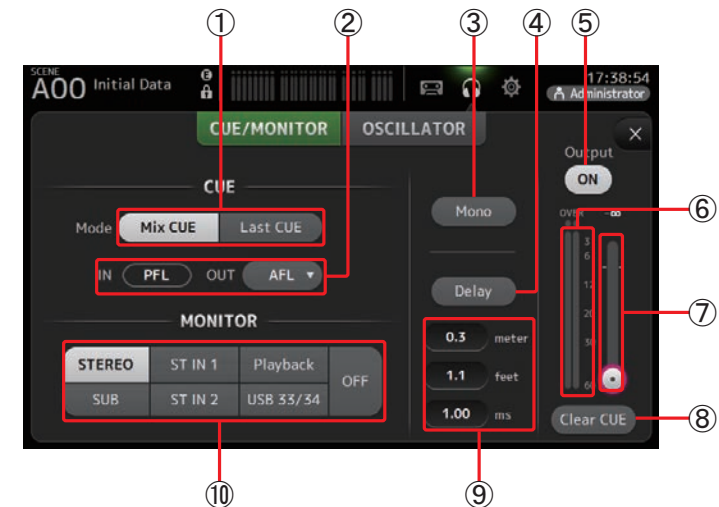 ① ② ③ ④ ⑤
SCENE
A00 Initial Data
17:38:54
Administrator
CUE/MONITOR OSCILLATOR
Output
ON
CUE
Mode Mix CUE Last CUE
Mono
OVER -∞
⑥
3
6
12
20
30
60
⑦
IN PFL OUT AFL
Delay
MONITOR
STEREO ST IN 1 Playback OFF
SUB ST IN 2 USB 33/34
0.3 meter
1.1 feet
1.00 ms
Clear CUE ⑧
⑩ ⑨